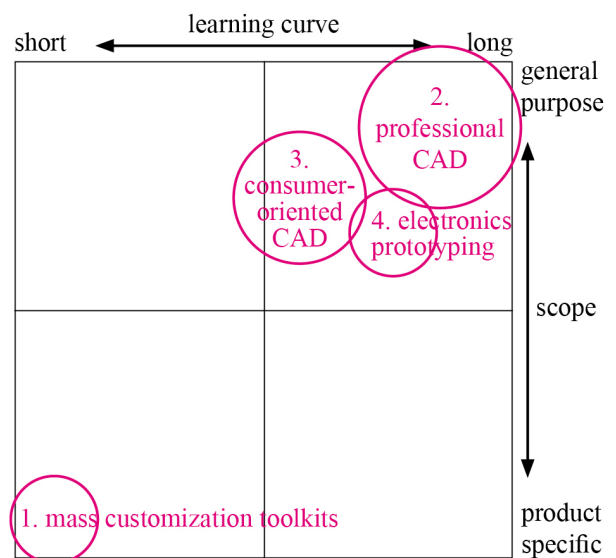 learning curve
short
long
general
purpose
2.
professional
CAD
3.
consumer-
oriented
CAD
4. electronics
prototyping
scope
1. mass customization toolkits
product
specific